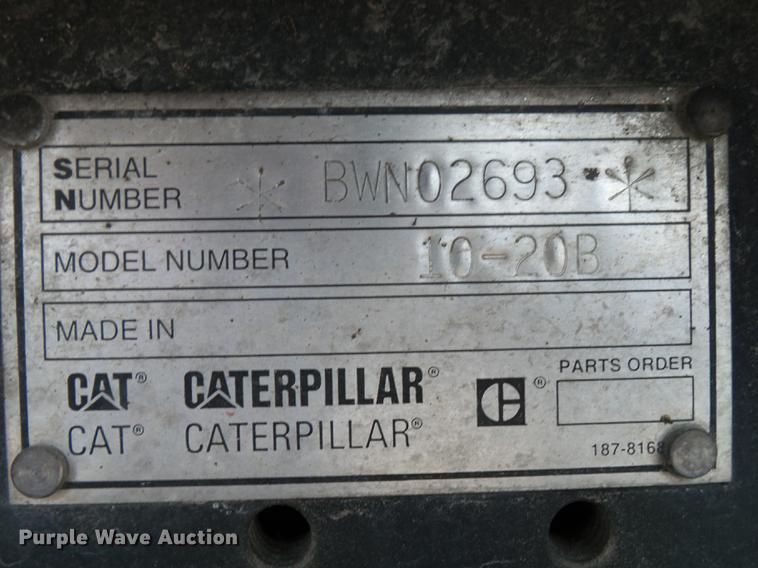 SERIAL
NUMBER * BWN02693 *
MODEL NUMBER 10-20B
MADE IN
CAT® CATERPILLAR® C®
CAT® CATERPILLAR®
PARTS ORDER
187-8168
Purple Wave Auction